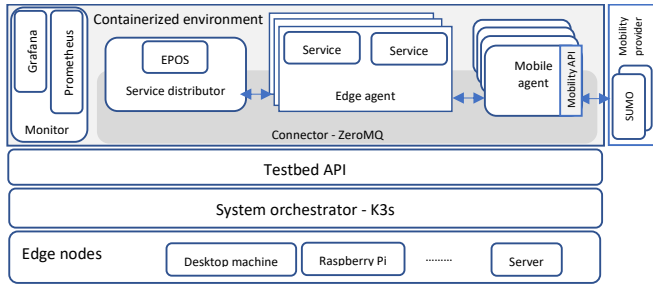 Containerized environment
Grafana
Prometheus
Monitor
EPOS
Service distributor
Service
Service
Edge agent
Mobile
agent
Mobility API
Mobility
provider
SUMO
Connector - ZeroMQ
Testbed API
System orchestrator - K3s
Edge nodes
Desktop machine
Raspberry Pi
………
Server